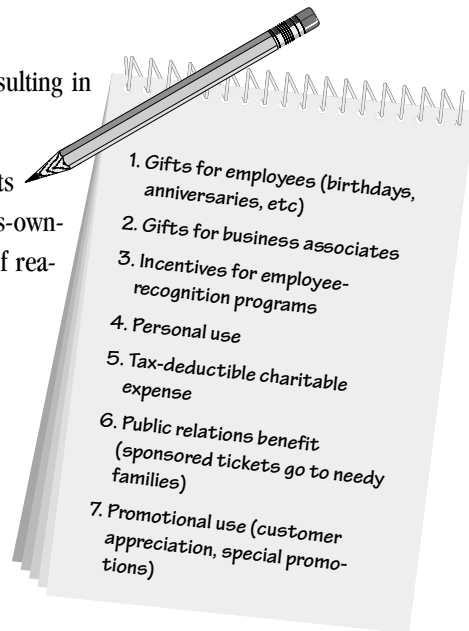 sulting in
ts
s-own-
f rea-
1. Gifts for employees (birthdays,
anniversaries, etc)
2. Gifts for business associates
3. Incentives for employee-
recognition programs
4. Personal use
5. Tax-deductible charitable
expense
6. Public relations benefit
(sponsored tickets go to needy
families)
7. Promotional use (customer
appreciation, special promo-
tions)